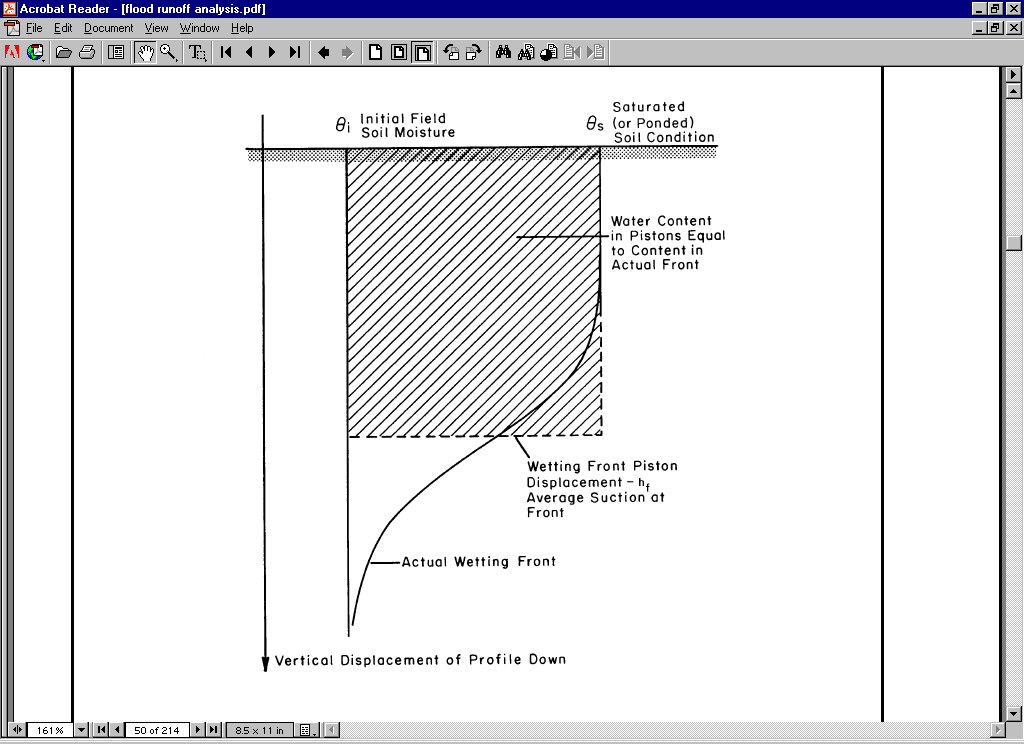 Acrobat Reader - [flood runoff analysis.pdf]
File Edit Document View Window Help
θi Initial Field
Soil Moisture
θs Saturated
(or Ponded)
Soil Condition
Water Content
in Pistons Equal
to Content in
Actual Front
Wetting Front Piston
Displacement – hf
Average Suction at
Front
Actual Wetting Front
Vertical Displacement of Profile Down
161% 50 of 214 8.5 x 11 in